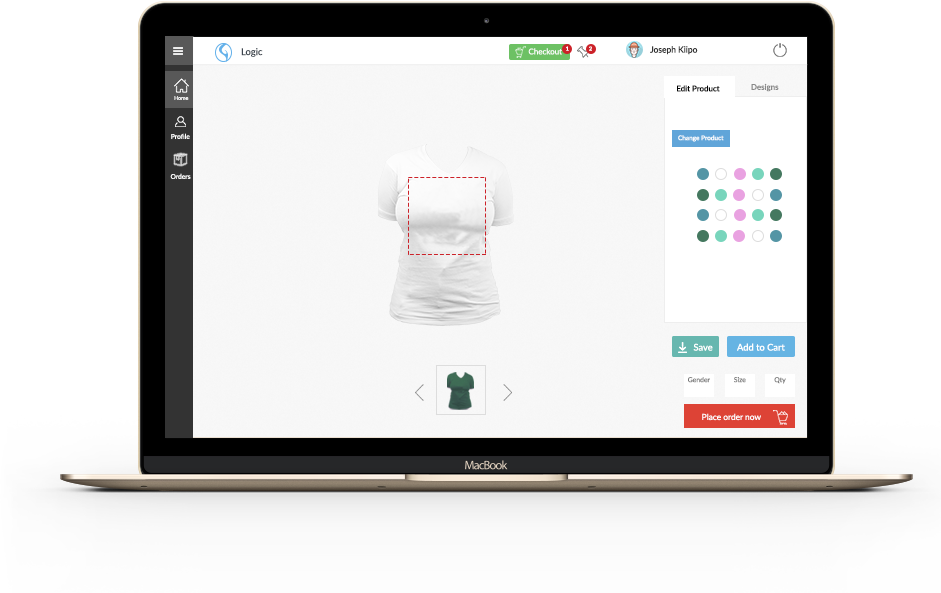 Logic
Checkout
1
2
Joseph Klipo
Home
Profile
Orders
Edit Product
Designs
Change Product
Save
Add to Cart
Gender
Size
Qty
Place order now
MacBook